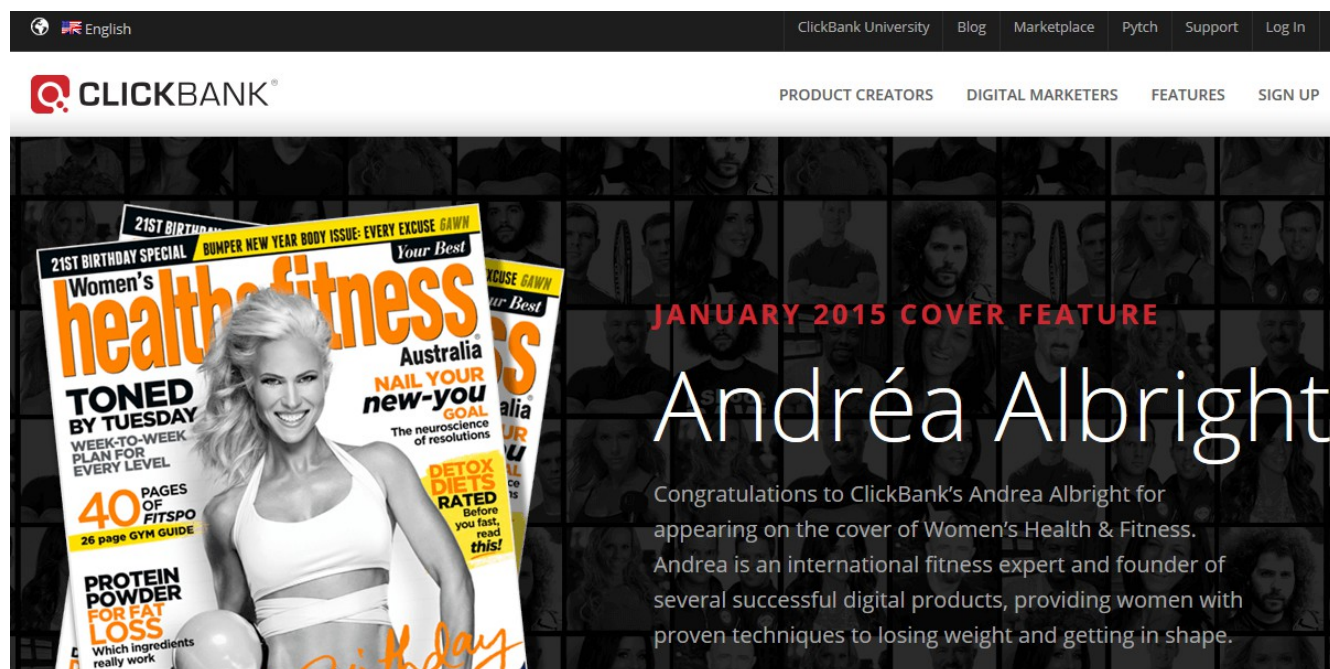 English
ClickBank University Blog Marketplace Pytch Support Log In
CLICKBANK®
PRODUCT CREATORS DIGITAL MARKETERS FEATURES SIGN UP
21ST BIRTHDAY SPECIAL BUMPER NEW YEAR BODY ISSUE: EVERY EXCUSE GAWN
Your Best
Women's
health & fitness
Australia
TONED
BY TUESDAY
WEEK-TO-WEEK
PLAN FOR
EVERY LEVEL
40 PAGES
OF
FITSPO
26 page GYM GUIDE
PROTEIN
POWDER
FOR FAT
LOSS
Which ingredients
really work
NAIL YOUR
new-you
GOAL
The neuroscience
of resolutions
DETOX
DIETS
RATED
Before
you fast,
read
this!
Birthday
21ST BIRTHDAY
EXCUSE GAWN
JANUARY 2015 COVER FEATURE
Andréa Albright
Congratulations to ClickBank’s Andrea Albright for
appearing on the cover of Women’s Health & Fitness.
Andrea is an international fitness expert and founder of
several successful digital products, providing women with
proven techniques to losing weight and getting in shape.